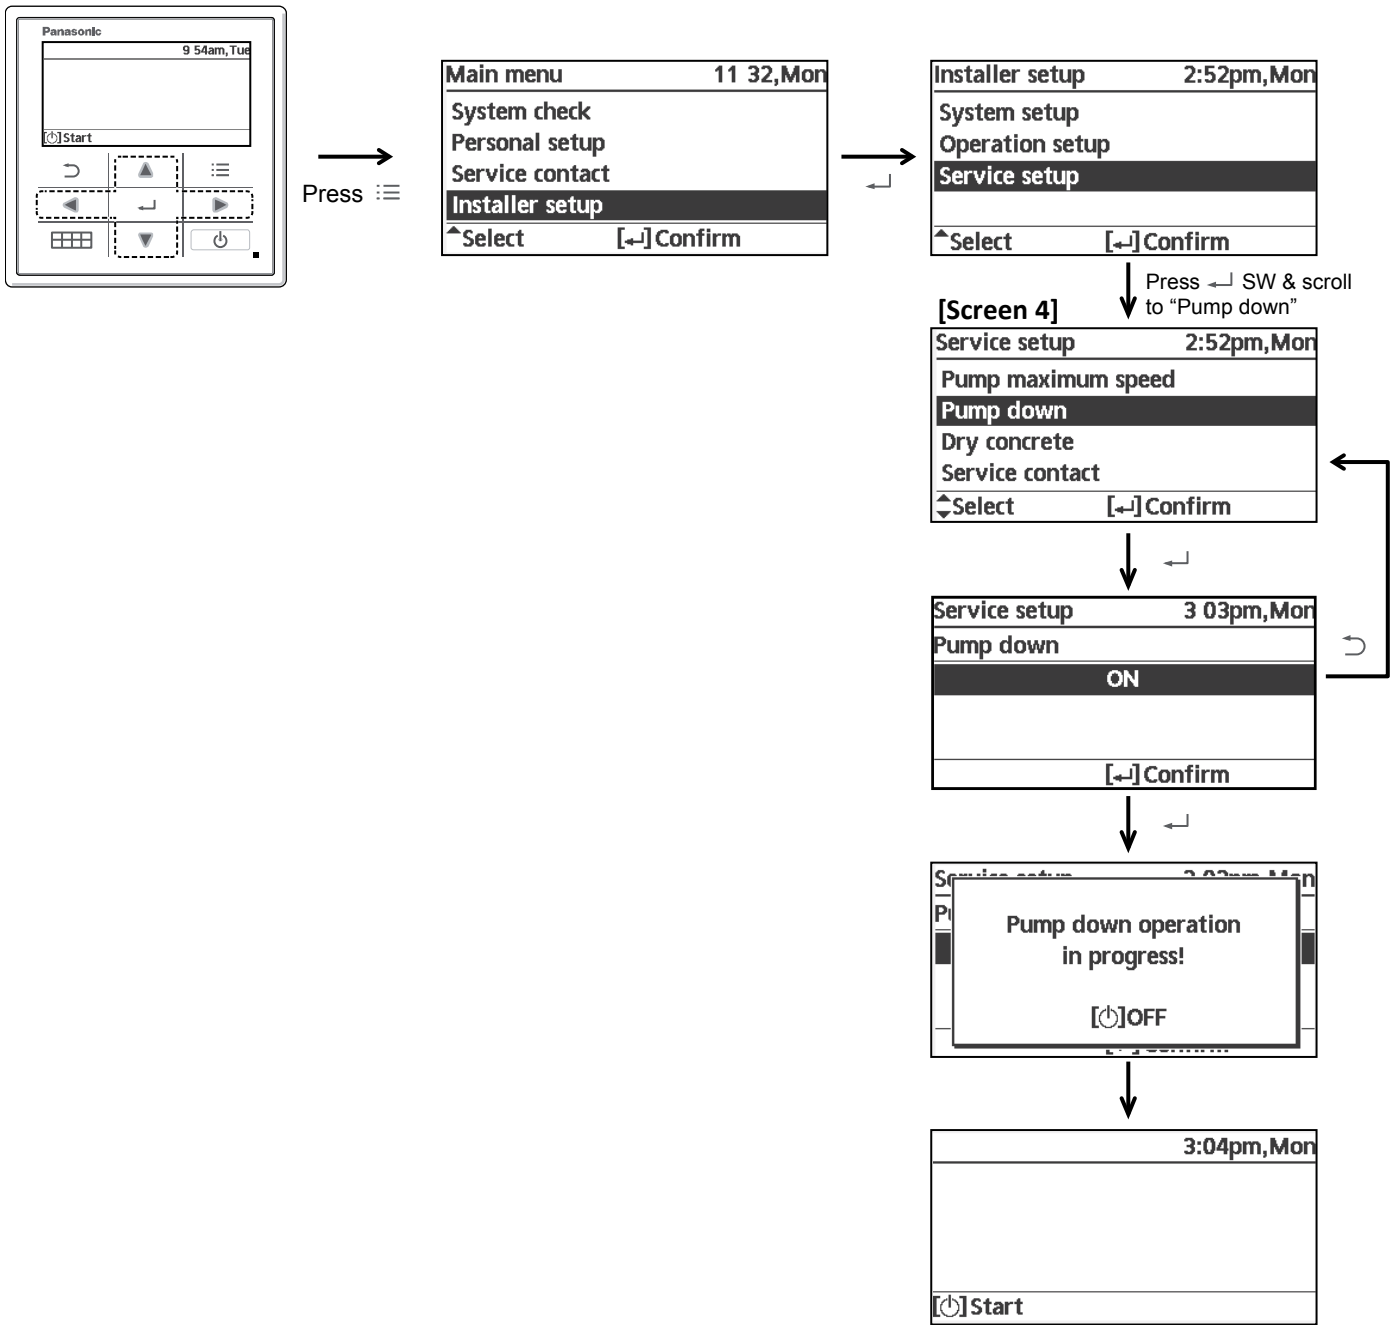 Panasonic
9 54am,Tue
[⏻]Start
Press
Main menu 11 32,Mon
System check
Personal setup
Service contact
Installer setup
Select [↵]Confirm
Installer setup 2:52pm,Mon
System setup
Operation setup
Service setup
Select [↵]Confirm
Press ↵ SW & scroll
to “Pump down”
[Screen 4]
Service setup 2:52pm,Mon
Pump maximum speed
Pump down
Dry concrete
Service contact
Select [↵]Confirm
Service setup 3 03pm,Mon
Pump down
ON
[↵]Confirm
Pump down operation
in progress!
[⏻]OFF
3:04pm,Mon
[⏻]Start